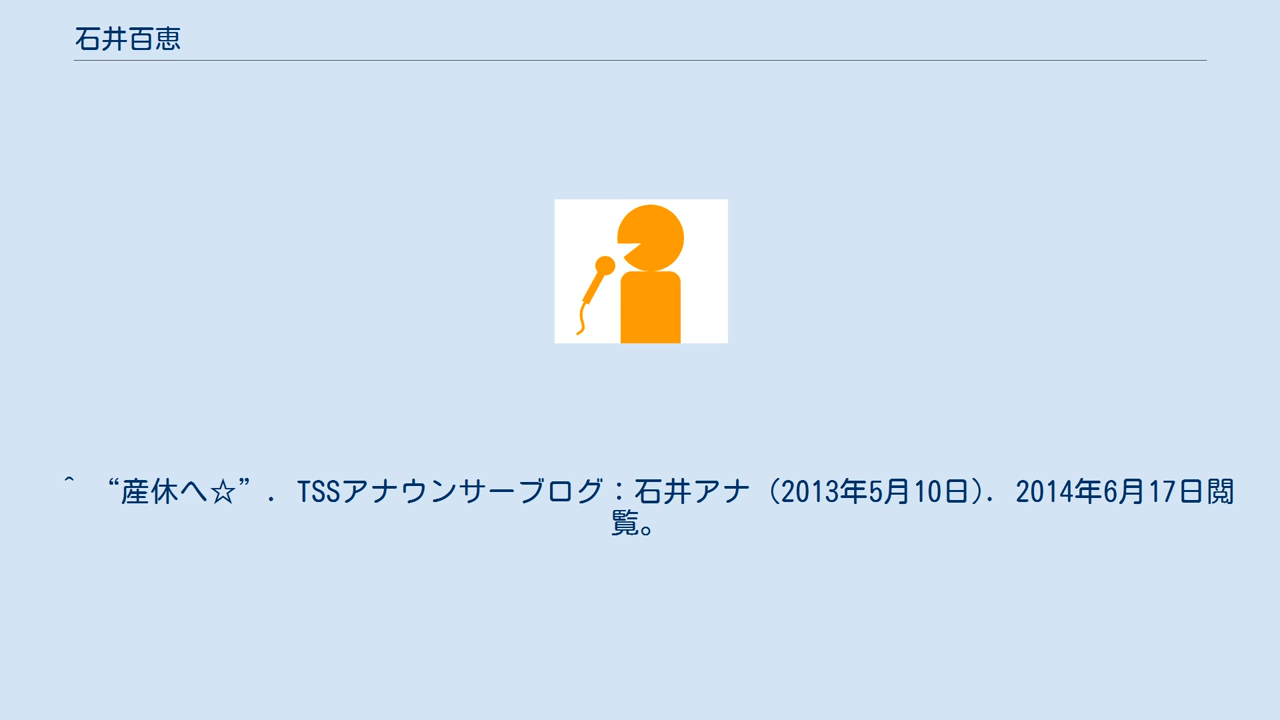 石井百恵
^ “産休へ☆”. TSSアナウンサーブログ：石井アナ (2013年5月10日). 2014年6月17日閲
覧。